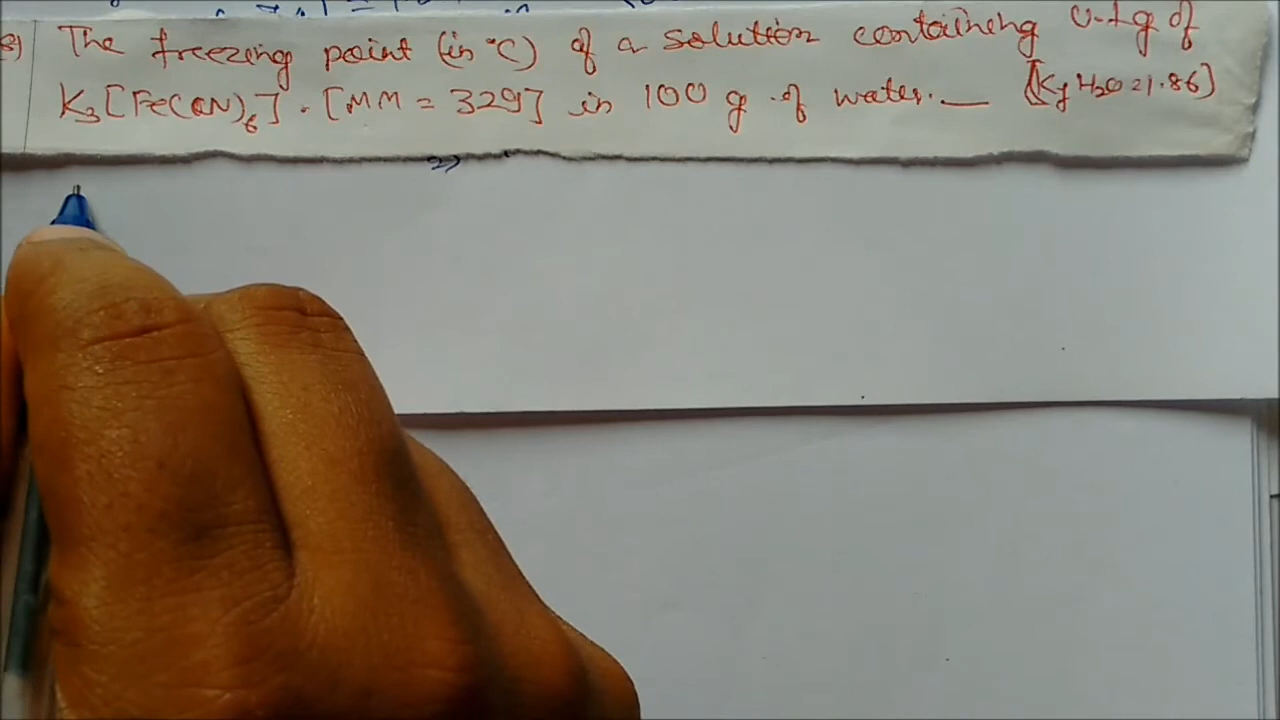 8) The freezing point (in °C) of a solution containing 0.1g of
K3[Fe(CN)6]. [MM = 329] in 100 g of water. — (Kf H2O = 1.86]